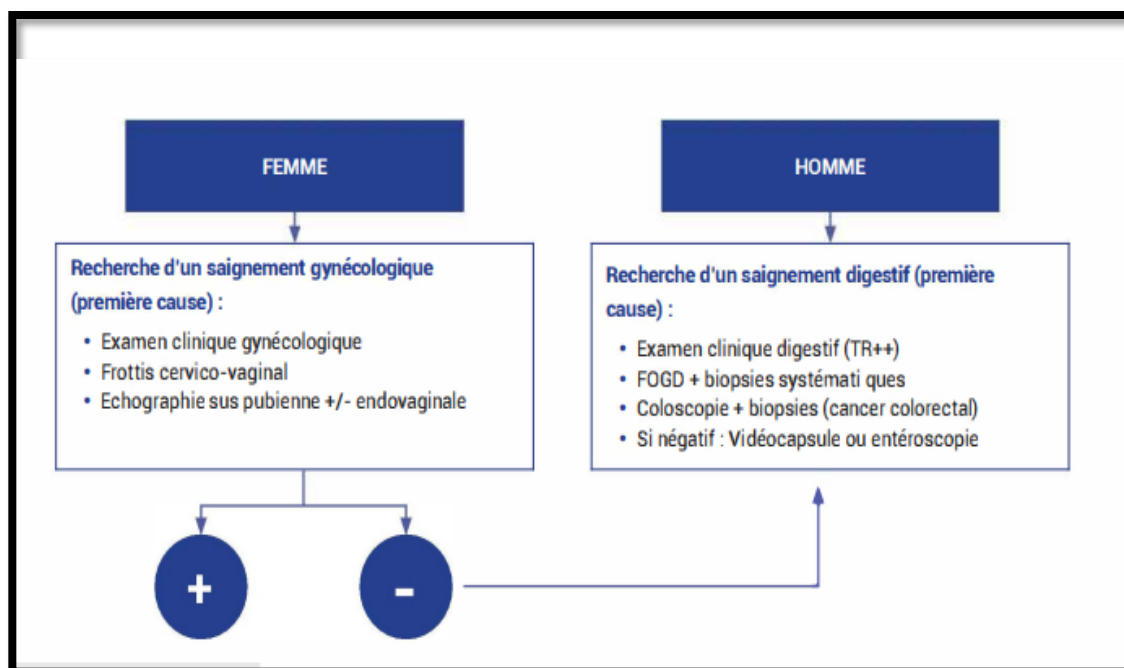 FEMME
Recherche d'un saignement gynécologique
(première cause) :
• Examen clinique gynécologique
• Frottis cervico-vaginal
• Echographie sus pubienne +/- endovaginale
+
-
HOMME
Recherche d'un saignement digestif (première
cause) :
• Examen clinique digestif (TR++)
• FOGD + biopsies systémati ques
• Coloscopie + biopsies (cancer colorectal)
• Si négatif : Vidéocapsule ou entéroscopie